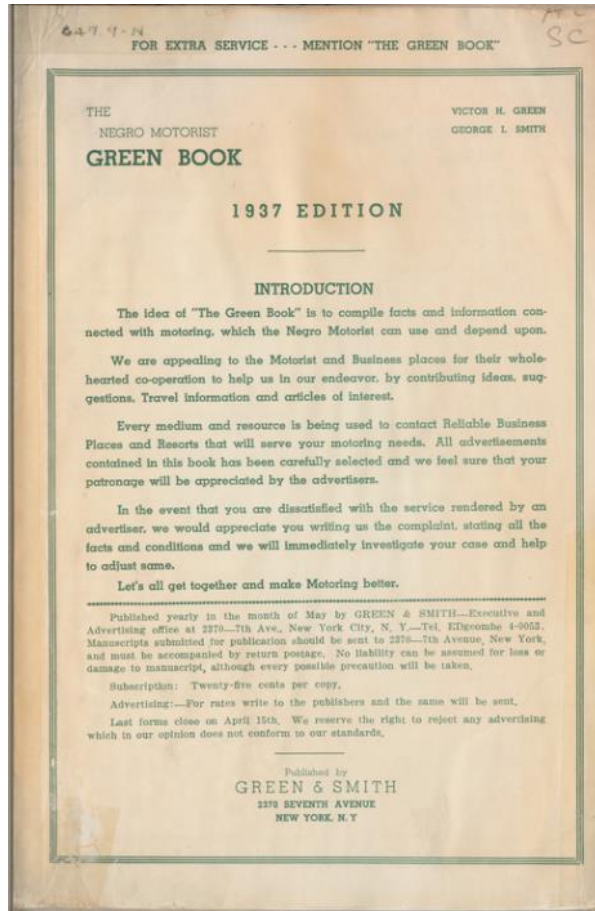 647.9-N
M.C
SC
FOR EXTRA SERVICE - - - MENTION "THE GREEN BOOK"
THE
NEGRO MOTORIST
GREEN BOOK
VICTOR H. GREEN
GEORGE I. SMITH
1937 EDITION
INTRODUCTION
The idea of "The Green Book" is to compile facts and information con-
nected with motoring, which the Negro Motorist can use and depend upon.
We are appealing to the Motorist and Business places for their whole-
hearted co-operation to help us in our endeavor, by contributing ideas, sug-
gestions, Travel information and articles of interest.
Every medium and resource is being used to contact Reliable Business
Places and Resorts that will serve your motoring needs. All advertisements
contained in this book has been carefully selected and we feel sure that your
patronage will be appreciated by the advertisers.
In the event that you are dissatisfied with the service rendered by an
advertiser, we would appreciate you writing us the complaint, stating all the
facts and conditions and we will immediately investigate your case and help
to adjust same.
Let's all get together and make Motoring better.
Published yearly in the month of May by GREEN & SMITH—Executive and
Advertising office at 2370—7th Ave., New York City, N. Y.—Tel. EDgecombe 4-9053.
Manuscripts submitted for publication should be sent to 2370—7th Avenue, New York,
and must be accompanied by return postage. No liability can be assumed for loss or
damage to manuscript, although every possible precaution will be taken.
Subscription: Twenty-five cents per copy.
Advertising:—For rates write to the publishers and the same will be sent.
Last forms close on April 15th. We reserve the right to reject any advertising
which in our opinion does not conform to our standards.
Published by
GREEN & SMITH
2370 SEVENTH AVENUE
NEW YORK, N. Y